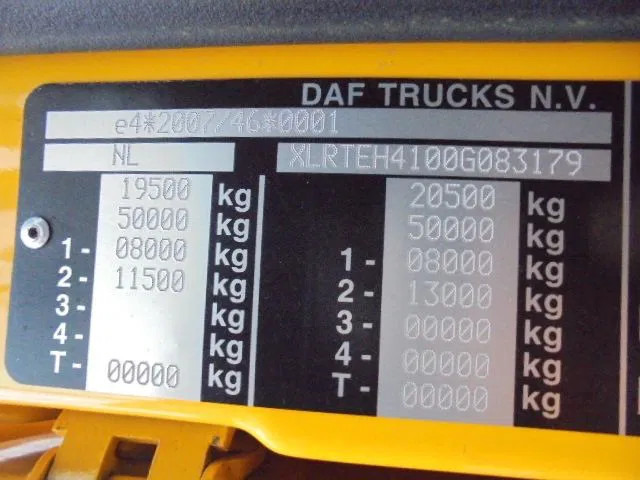 DAF TRUCKS N.V.
e4*2007/46*0001
NL XLRTEH4100G083179
19500 kg 20500 kg
50000 kg 50000 kg
1 - 08000 kg 1 - 08000 kg
2 - 11500 kg 2 - 13000 kg
3 - kg 3 - 00000 kg
4 - kg 4 - 00000 kg
T - 00000 kg T - 00000 kg